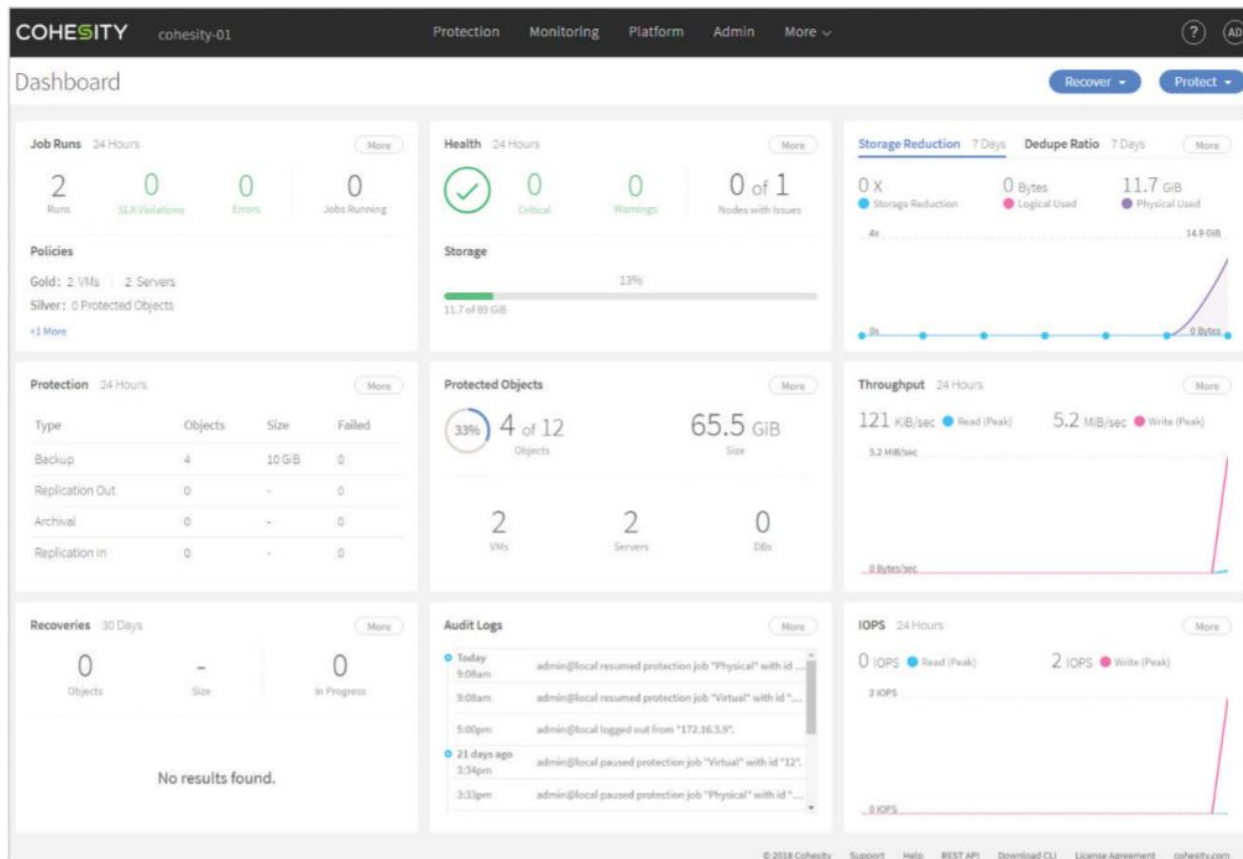 COHESITY cohesity-01 Protection Monitoring Platform Admin More ? AD
Dashboard Recover Protect
Job Runs 24 Hours More
2 0 0 0
Runs SLA Violations Errors Jobs Running
Policies
Gold: 2 VMs | 2 Servers
Silver: 0 Protected Objects
+1 More
Health 24 Hours More
0 0 0 of 1
Critical Warnings Nodes with Issues
Storage
13%
11.7 of 89 GiB
Storage Reduction 7 Days Dedupe Ratio 7 Days More
0 X 0 Bytes 11.7 GiB
Storage Reduction Logical Used Physical Used
4x 14.9 GiB
0x 0 Bytes
Protection 24 Hours More
Type Objects Size Failed
Backup 4 10 GiB 0
Replication Out 0 - 0
Archival 0 - 0
Replication In 0 - 0
Protected Objects More
33% 4 of 12 65.5 GiB
Objects Size
2 2 0
VMs Servers DBs
Throughput 24 Hours More
121 KiB/sec Read (Peak) 5.2 MiB/sec Write (Peak)
5.2 MiB/sec
0 Bytes/sec
Recoveries 30 Days More
0 - 0
Objects Size In Progress
No results found.
Audit Logs More
Today
9:08am admin@local resumed protection job "Physical" with id ...
9:08am admin@local resumed protection job "Virtual" with id "...
5:00pm admin@local logged out from "172.16.3.9".
21 days ago
3:34pm admin@local paused protection job "Virtual" with id "12".
3:33pm admin@local paused protection job "Physical" with id "...
IOPS 24 Hours More
0 IOPS Read (Peak) 2 IOPS Write (Peak)
2 IOPS
0 IOPS
© 2018 Cohesity Support Help REST API Download CLI License Agreement cohesity.com